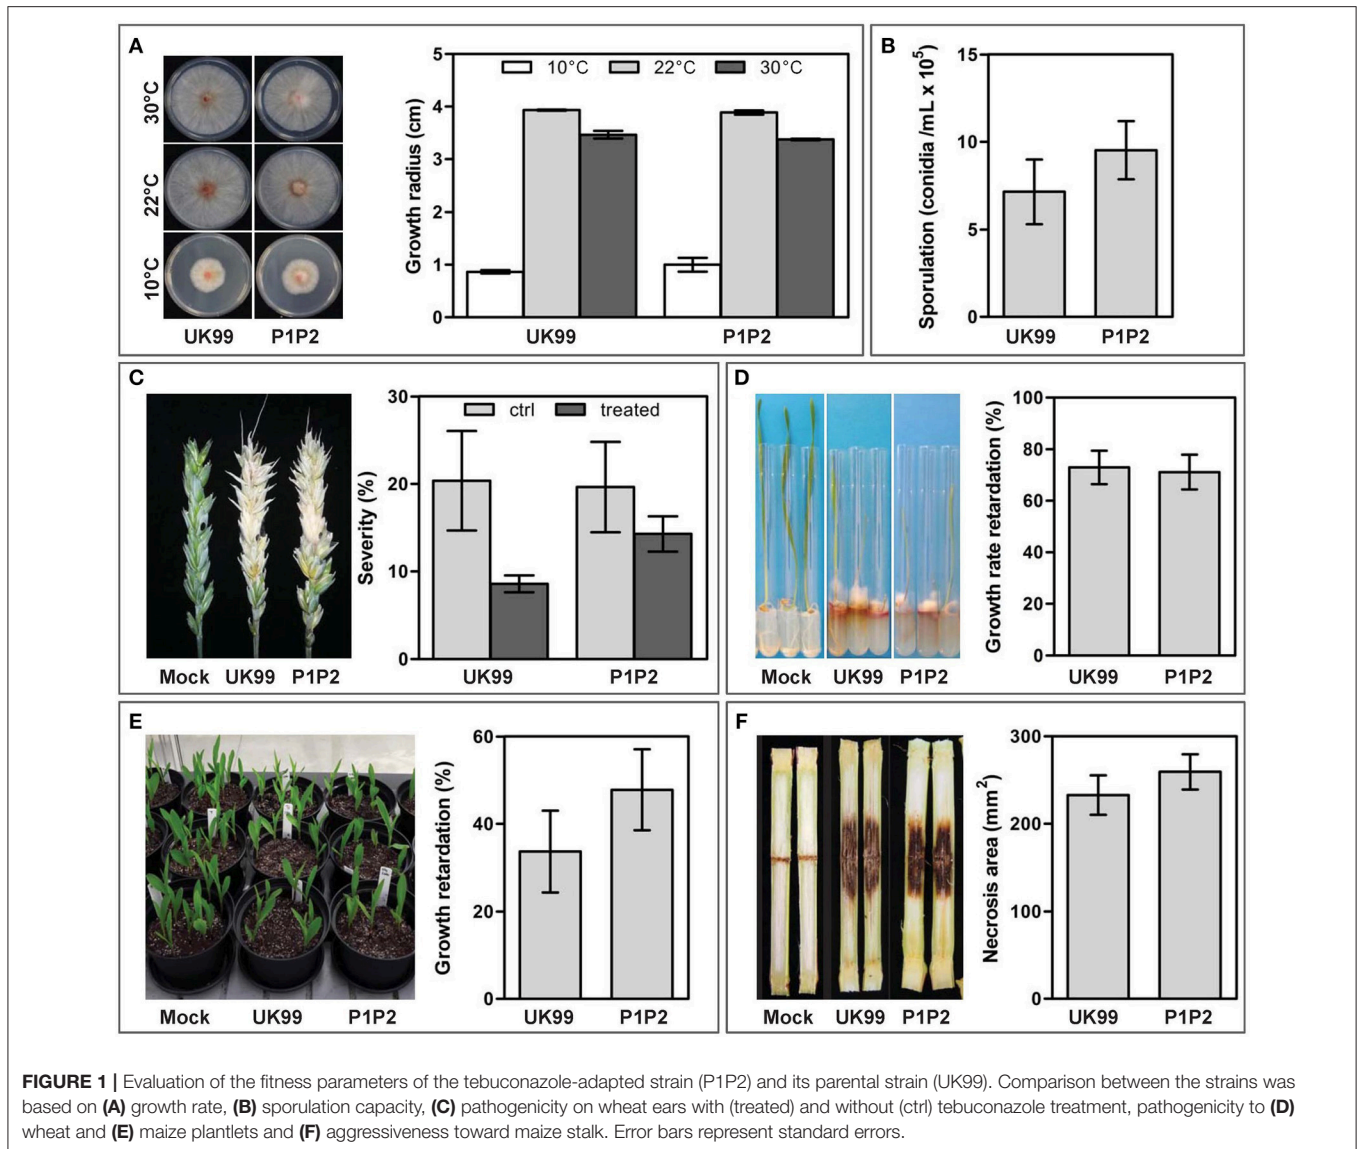 A
30°C
22°C
10°C
UK99 P1P2
Growth radius (cm)
5
4
3
2
1
0
10°C 22°C 30°C
UK99 P1P2
B
Sporulation (conidia /mL x 10⁵)
15
10
5
0
UK99 P1P2
C
Mock UK99 P1P2
Severity (%)
30
20
10
0
ctrl treated
UK99 P1P2
D
Mock UK99 P1P2
Growth rate retardation (%)
100
80
60
40
20
0
UK99 P1P2
E
Mock UK99 P1P2
Growth retardation (%)
60
40
20
0
UK99 P1P2
F
Mock UK99 P1P2
Necrosis area (mm²)
300
200
100
0
UK99 P1P2
FIGURE 1 | Evaluation of the fitness parameters of the tebuconazole-adapted strain (P1P2) and its parental strain (UK99). Comparison between the strains was
based on (A) growth rate, (B) sporulation capacity, (C) pathogenicity on wheat ears with (treated) and without (ctrl) tebuconazole treatment, pathogenicity to (D)
wheat and (E) maize plantlets and (F) aggressiveness toward maize stalk. Error bars represent standard errors.